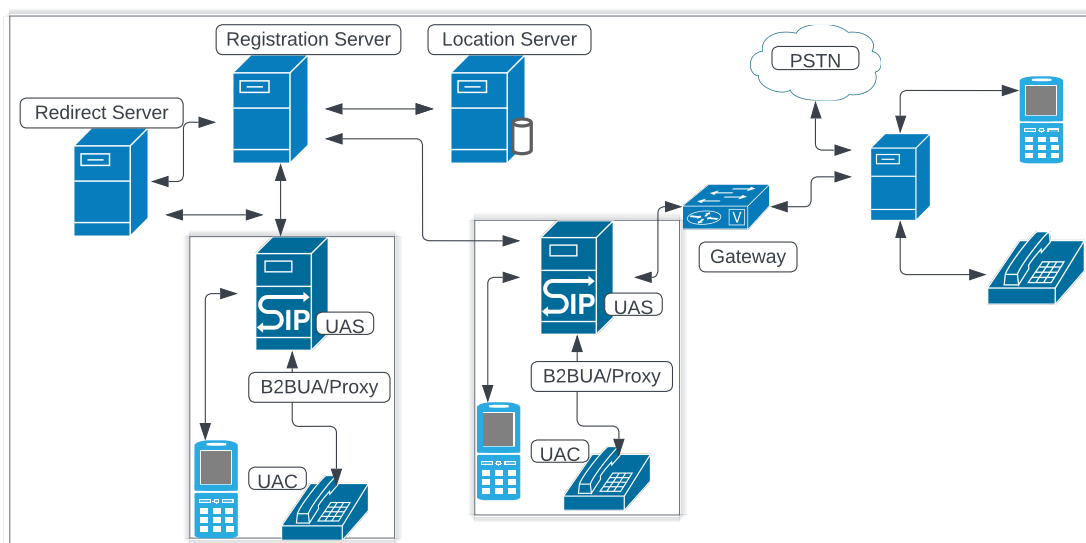 Registration Server
Location Server
PSTN
Redirect Server
V
Gateway
SIP
UAS
SIP
UAS
B2BUA/Proxy
B2BUA/Proxy
UAC
UAC